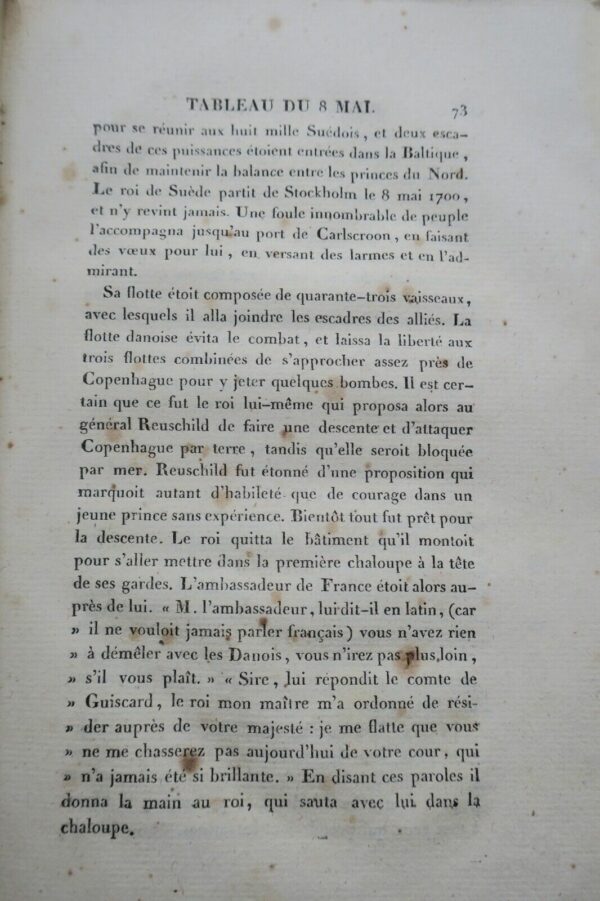 TABLEAU DU 8 MAI. 73
pour se réunir aux huit mille Suédois, et deux esca-
dres de ces puissances étoient entrées dans la Baltique,
afin de maintenir la balance entre les princes du Nord.
Le roi de Suède partit de Stockholm le 8 mai 1700,
et n'y revint jamais. Une foule innombrable de peuple
l'accompagna jusqu'au port de Carlscroon, en faisant
des vœux pour lui, en versant des larmes et en l'ad-
mirant.
Sa flotte étoit composée de quarante-trois vaisseaux,
avec lesquels il alla joindre les escadres des alliés. La
flotte danoise évita le combat, et laissa la liberté aux
trois flottes combinées de s'approcher assez près de
Copenhague pour y jeter quelques bombes. Il est cer-
tain que ce fut le roi lui-même qui proposa alors au
général Reuschild de faire une descente et d'attaquer
Copenhague par terre, tandis qu'elle seroit bloquée
par mer. Reuschild fut étonné d'une proposition qui
marquoit autant d'habileté que de courage dans un
jeune prince sans expérience. Bientôt tout fut prêt pour
la descente. Le roi quitta le bâtiment qu'il montoit
pour s'aller mettre dans la première chaloupe à la tête
de ses gardes. L'ambassadeur de France étoit alors au-
près de lui. « M. l'ambassadeur, lui dit-il en latin, (car
» il ne vouloit jamais parler français) vous n'avez rien
» à démêler avec les Danois, vous n'irez pas plus loin,
» s'il vous plaît. » « Sire, lui répondit le comte de
» Guiscard, le roi mon maître m'a ordonné de rési-
» der auprès de votre majesté : je me flatte que vous
» ne me chasserez pas aujourd'hui de votre cour, qui
» n'a jamais été si brillante. » En disant ces paroles il
donna la main au roi, qui sauta avec lui dans la
chaloupe.